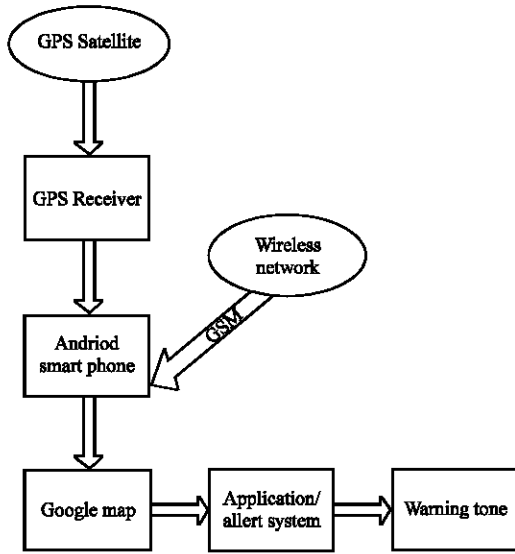 GPS Satellite
GPS Receiver
Wireless
network
GSM
Andriod
smart phone
Google map
Application/
allert system
Warning tone